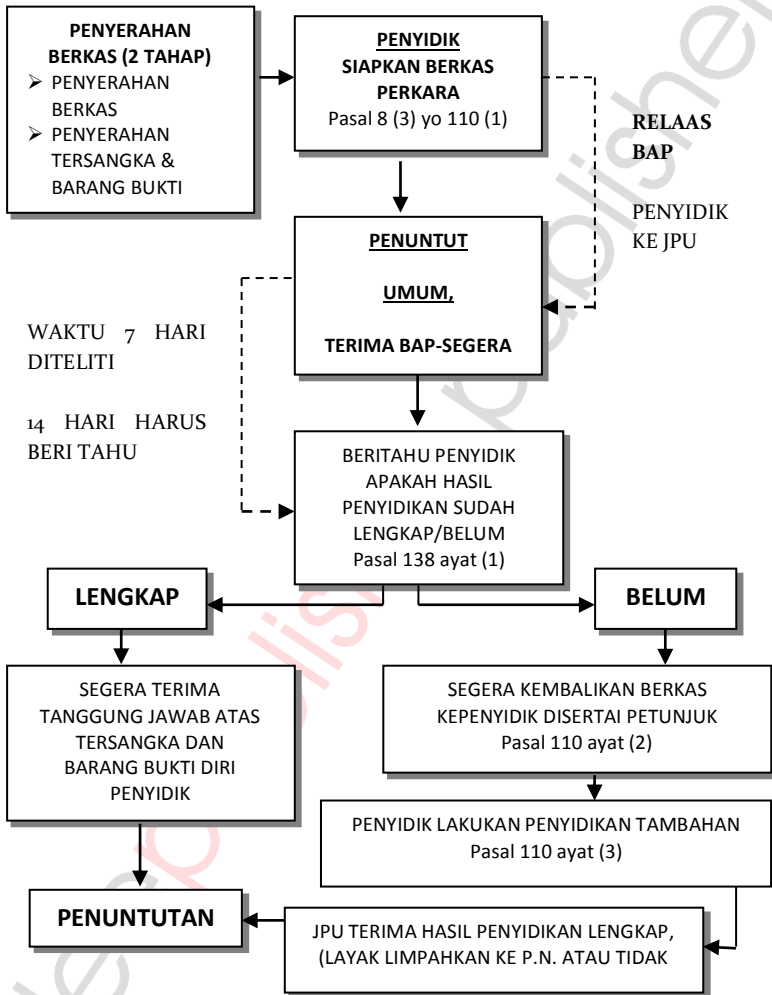 PENYERAHAN
BERKAS (2 TAHAP)
➢ PENYERAHAN
BERKAS
➢ PENYERAHAN
TERSANGKA &
BARANG BUKTI
PENYIDIK
SIAPKAN BERKAS
PERKARA
Pasal 8 (3) yo 110 (1)
RELAAS
BAP
PENYIDIK
KE JPU
PENUNTUT
UMUM,
TERIMA BAP-SEGERA
WAKTU 7 HARI
DITELITI
14 HARI HARUS
BERI TAHU
BERITAHU PENYIDIK
APAKAH HASIL
PENYIDIKAN SUDAH
LENGKAP/BELUM
Pasal 138 ayat (1)
LENGKAP
BELUM
SEGERA TERIMA
TANGGUNG JAWAB ATAS
TERSANGKA DAN
BARANG BUKTI DIRI
PENYIDIK
SEGERA KEMBALIKAN BERKAS
KEPENYIDIK DISERTAI PETUNJUK
Pasal 110 ayat (2)
PENYIDIK LAKUKAN PENYIDIKAN TAMBAHAN
Pasal 110 ayat (3)
PENUNTUTAN
JPU TERIMA HASIL PENYIDIKAN LENGKAP,
(LAYAK LIMPAHKAN KE P.N. ATAU TIDAK